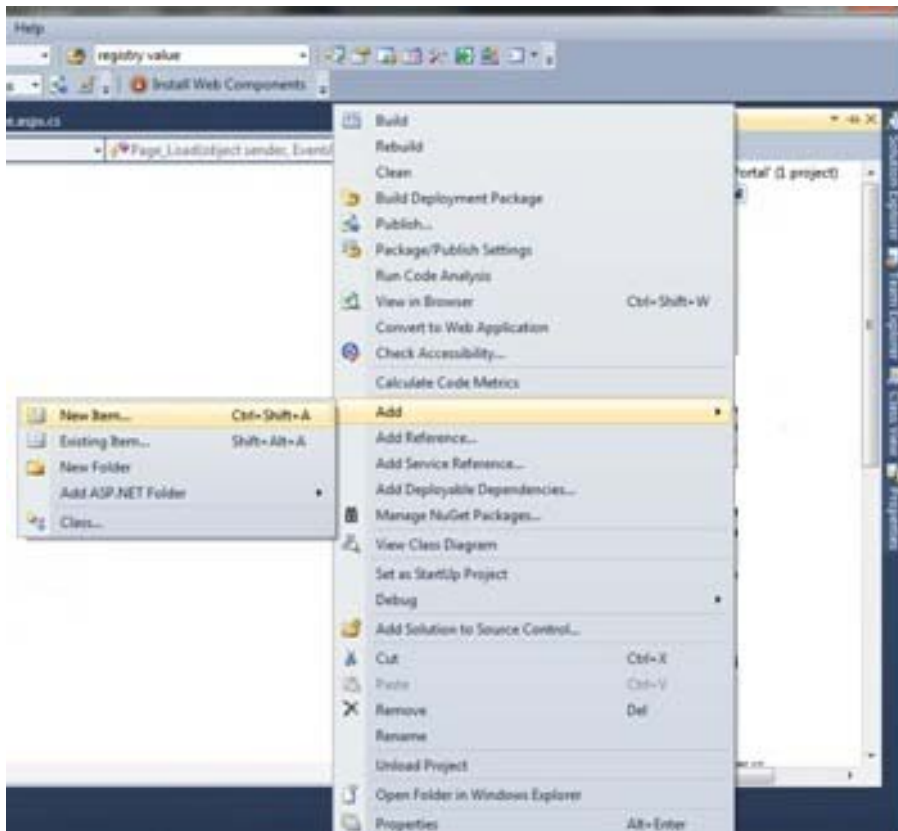 Help
registry value
Install Web Components
Page_Load(object sender, Event
Build
Rebuild
Clean
Build Deployment Package
Publish...
Package/Publish Settings
Run Code Analysis
View in Browser Ctrl+Shift+W
Convert to Web Application
Check Accessibility...
Calculate Code Metrics
Add
Add Reference...
Add Service Reference...
Add Deployable Dependencies...
Manage NuGet Packages...
View Class Diagram
Set as StartUp Project
Debug
Add Solution to Source Control...
Cut Ctrl+X
Paste Ctrl+V
Remove Del
Rename
Unload Project
Open Folder in Windows Explorer
Properties Alt+Enter
New Item... Ctrl+Shift+A
Existing Item... Shift+Alt+A
New Folder
Add ASP.NET Folder
Class...
Portal' (1 project)
Solution Explorer
Team Explorer
Class View
Properties